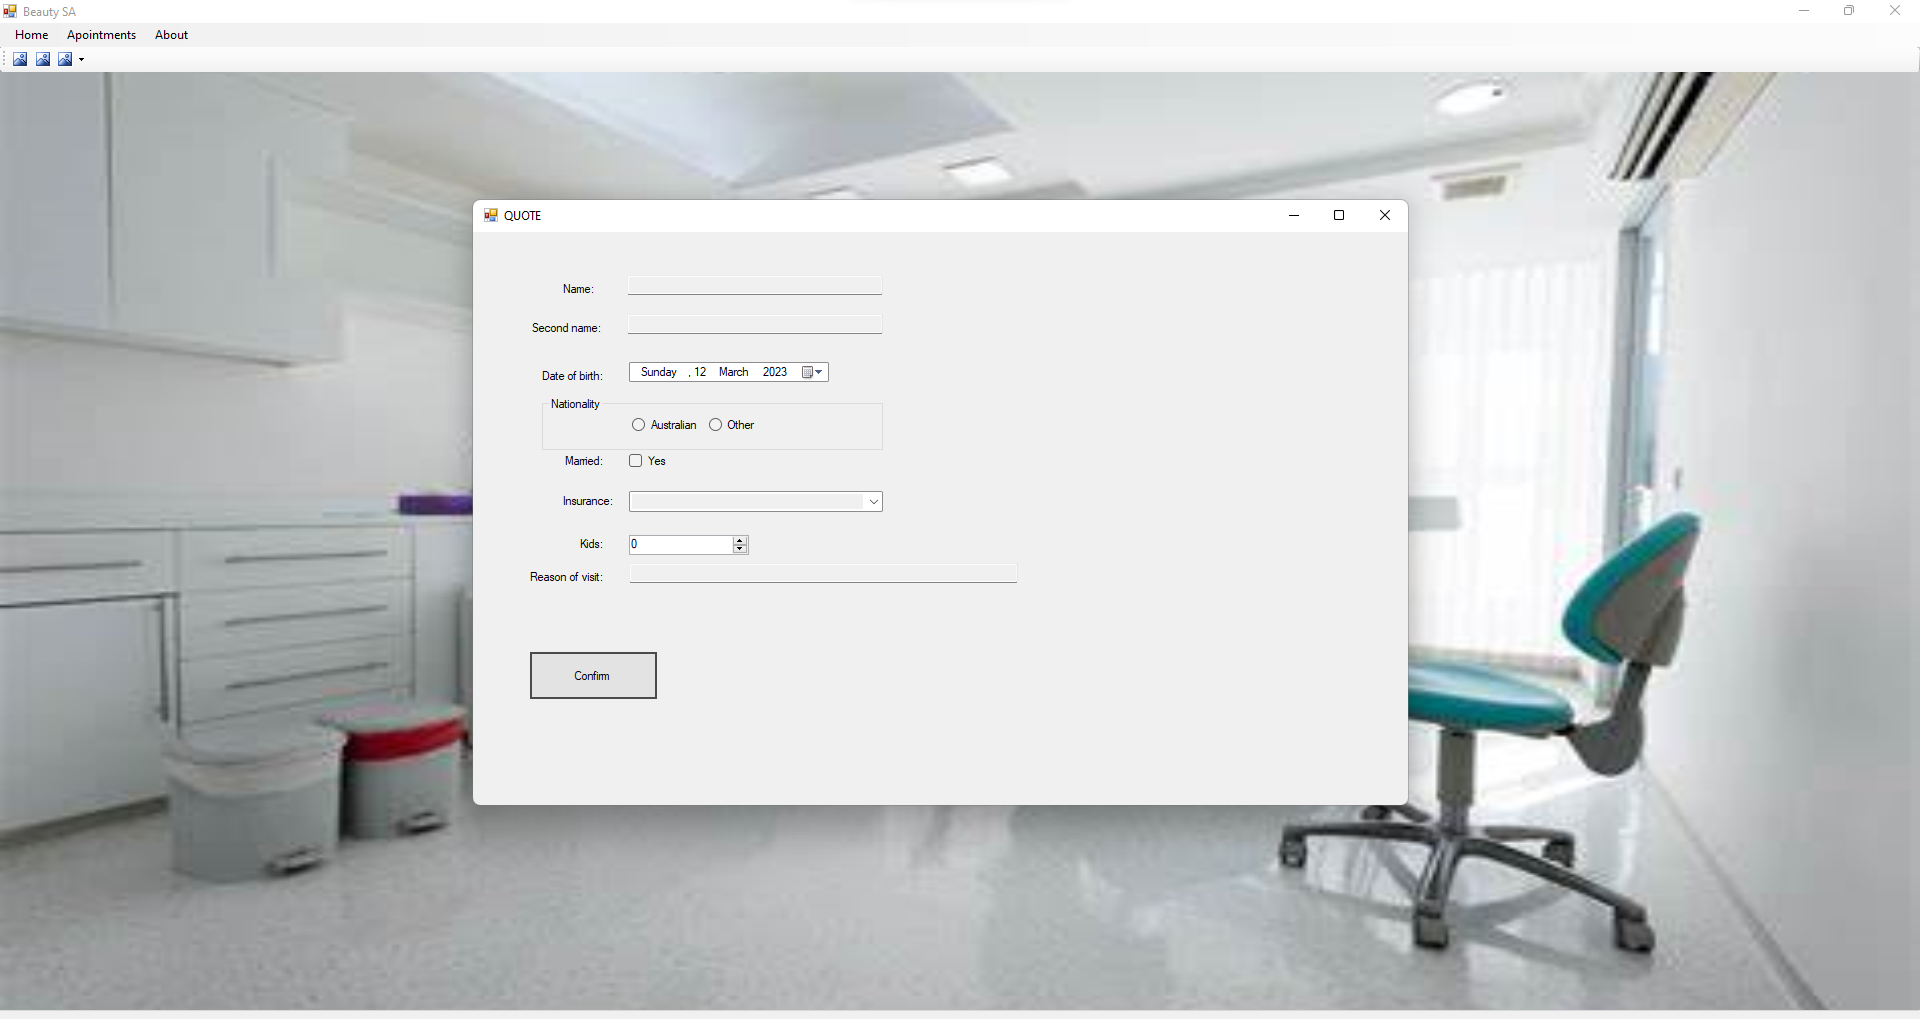 Beauty SA
Home Apointments About
QUOTE
Name:
Second name:
Date of birth: Sunday , 12 March 2023
Nationality
Australian Other
Married: Yes
Insurance:
Kids: 0
Reason of visit:
Confirm